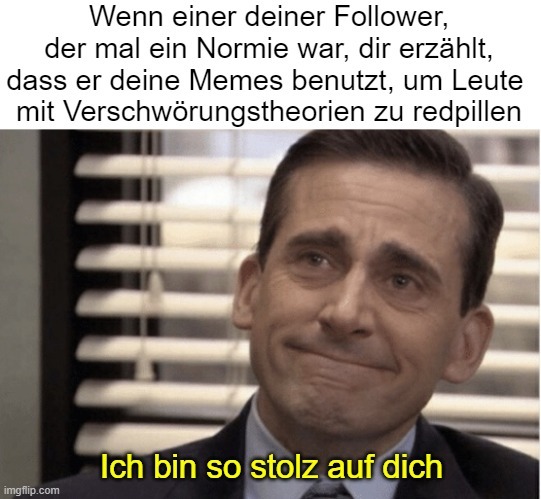 Wenn einer deiner Follower,
der mal ein Normie war, dir erzählt,
dass er deine Memes benutzt, um Leute
mit Verschwörungstheorien zu redpillen
Ich bin so stolz auf dich
imgflip.com